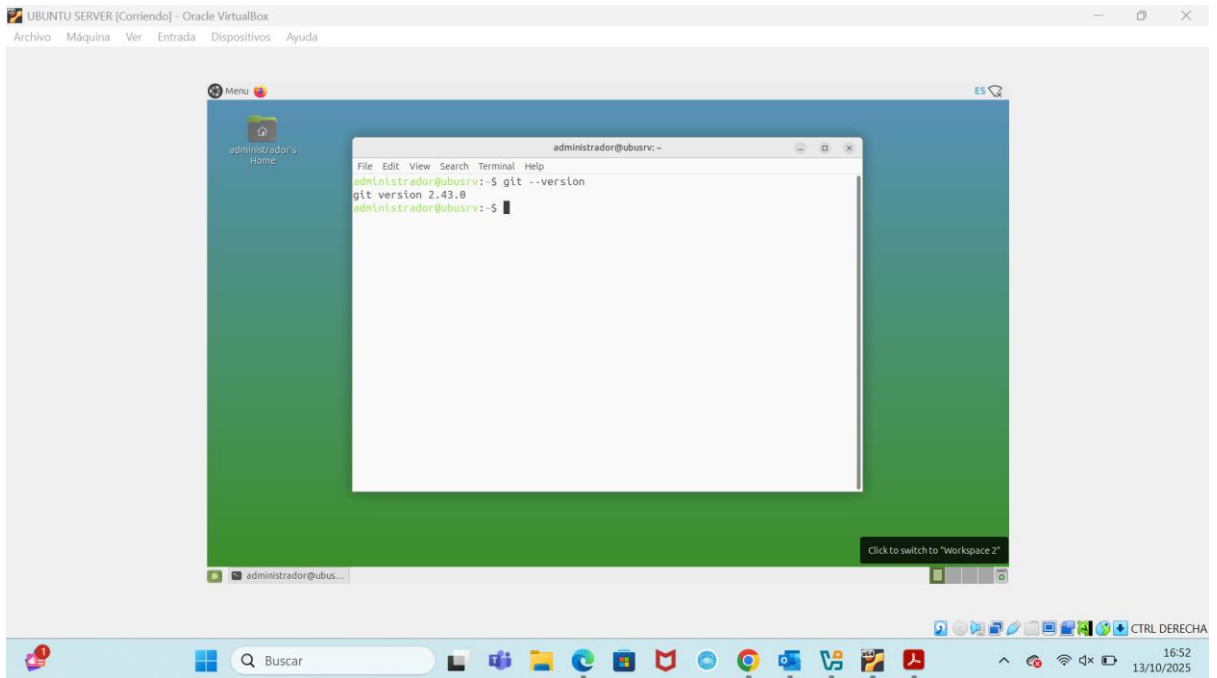 UBUNTU SERVER [Corriendo] - Oracle VirtualBox
Archivo Máquina Ver Entrada Dispositivos Ayuda
Menu
ES
administrador's
Home
administrador@ubusrv: ~
File Edit View Search Terminal Help
administrador@ubusrv:~$ git --version
git version 2.43.0
administrador@ubusrv:~$
Click to switch to "Workspace 2"
administrador@ubus...
CTRL DERECHA
1
Buscar
16:52
13/10/2025